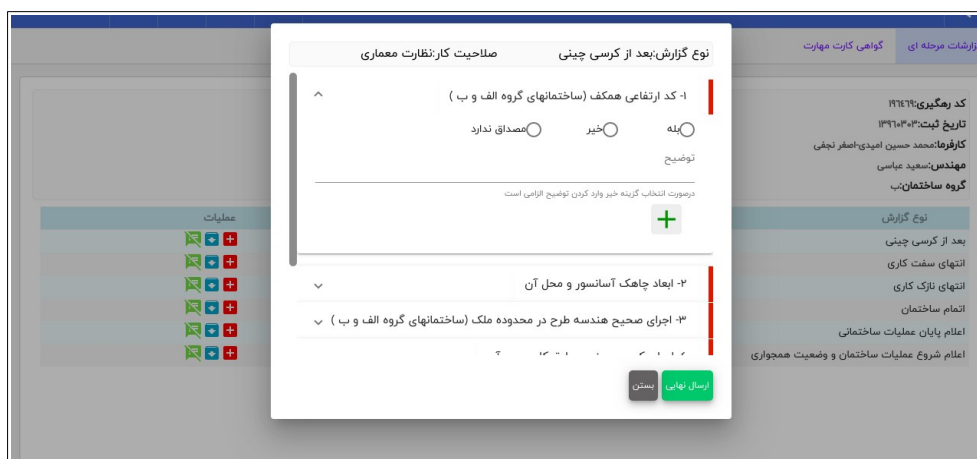 گزارشات مرحله ای
گواهی کارت مهارت
کد رهگیری:۱۹٦٤٦۹
تاریخ ثبت:۱۳۹٦۰۳۰۳
کارفرما:محمد حسین امیدی-اصغر نجفی
مهندس:سعید عباسی
گروه ساختمان:ب
نوع گزارش
عملیات
بعد از کرسی چینی
انتهای سفت کاری
انتهای نازک کاری
اتمام ساختمان
اعلام پایان عملیات ساختمانی
اعلام شروع عملیات ساختمان و وضعیت همجواری
نوع گزارش:بعد از کرسی چینی
صلاحیت کار:نظارت معماری
۱- کد ارتفاعی همکف (ساختمانهای گروه الف و ب )
بله
خیر
مصداق ندارد
توضیح
درصورت انتخاب گزینه خیر وارد کردن توضیح الزامی است
۲- ابعاد چاهک آسانسور و محل آن
۳- اجرای صحیح هندسه طرح در محدوده ملک (ساختمانهای گروه الف و ب )
ارسال نهایی
بستن